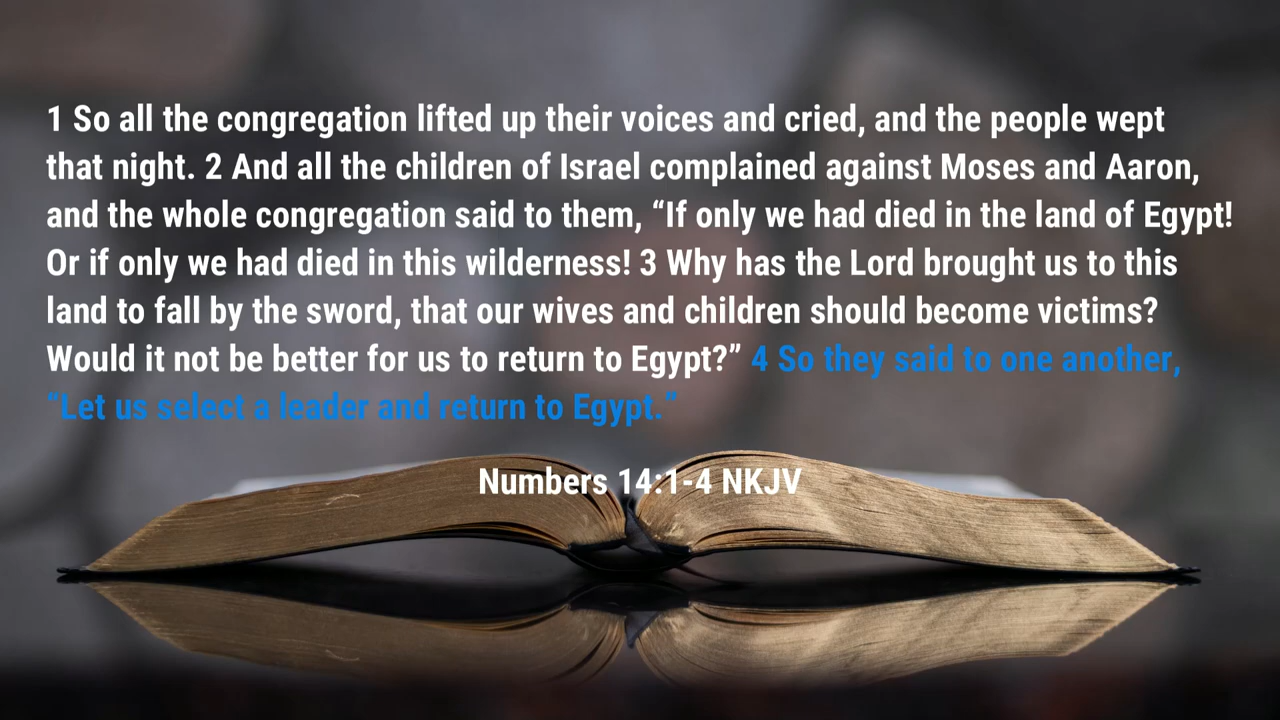 1 So all the congregation lifted up their voices and cried, and the people wept
that night. 2 And all the children of Israel complained against Moses and Aaron,
and the whole congregation said to them, “If only we had died in the land of Egypt!
Or if only we had died in this wilderness! 3 Why has the Lord brought us to this
land to fall by the sword, that our wives and children should become victims?
Would it not be better for us to return to Egypt?” 4 So they said to one another,
“Let us select a leader and return to Egypt.”
Numbers 14:1-4 NKJV